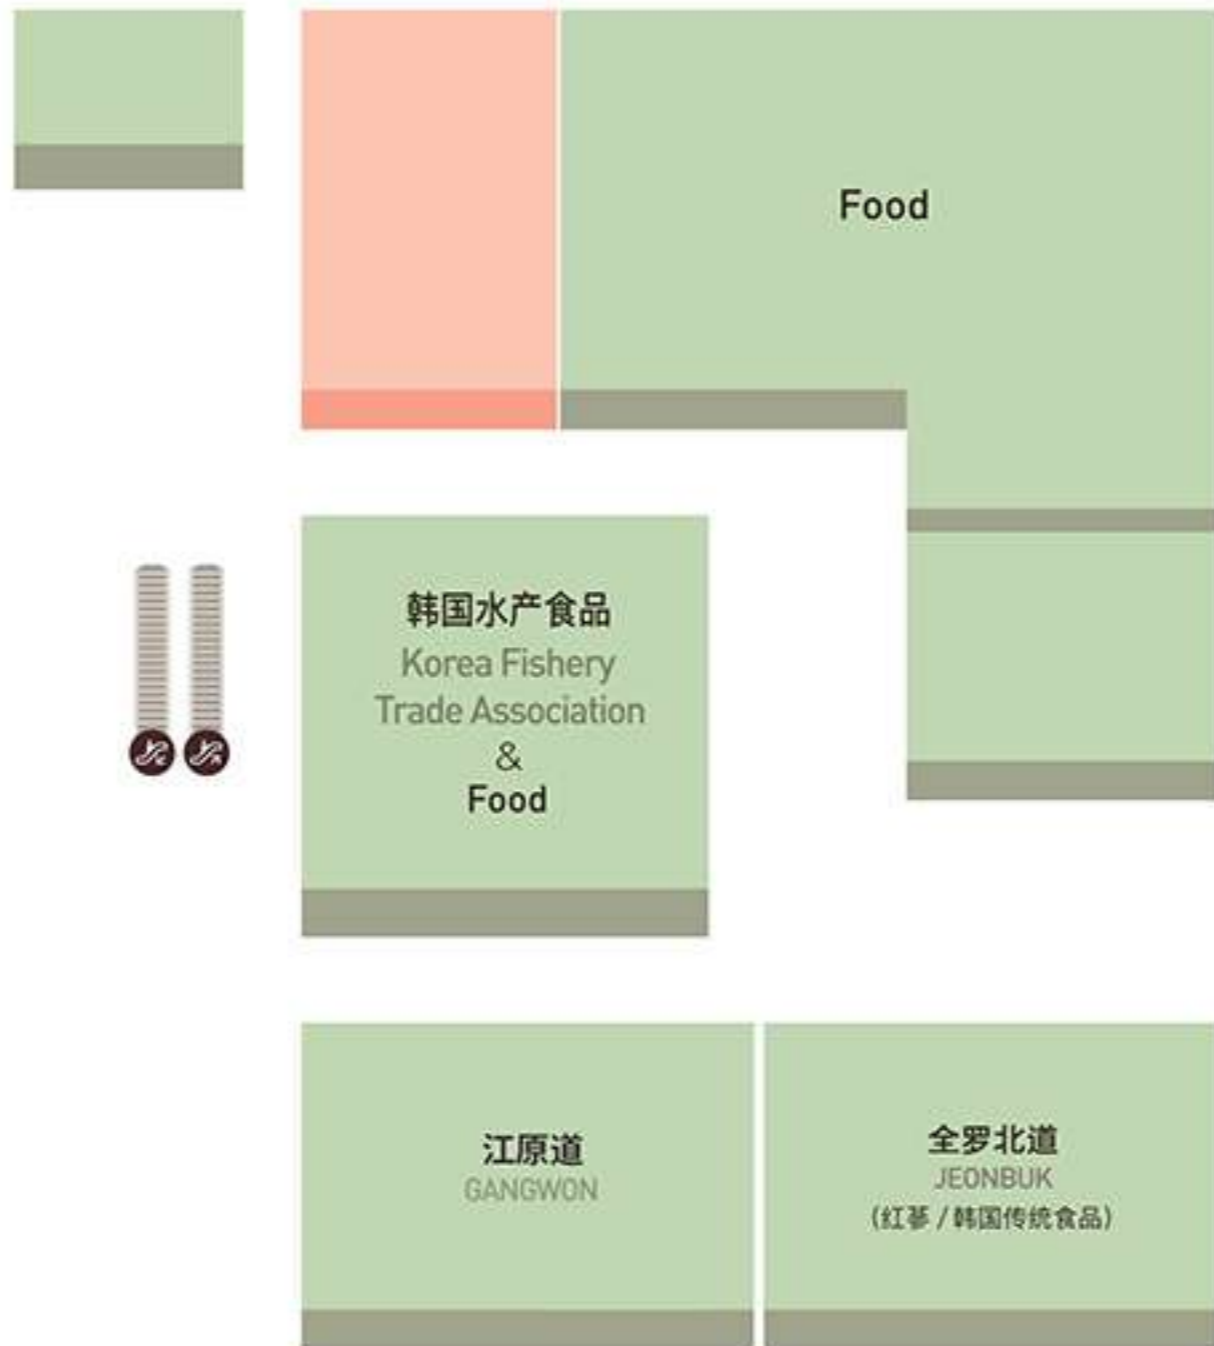 Food
韩国水产食品
Korea Fishery
Trade Association
&
Food
江原道
GANGWON
全罗北道
JEONBUK
(红蔘 / 韩国传统食品)